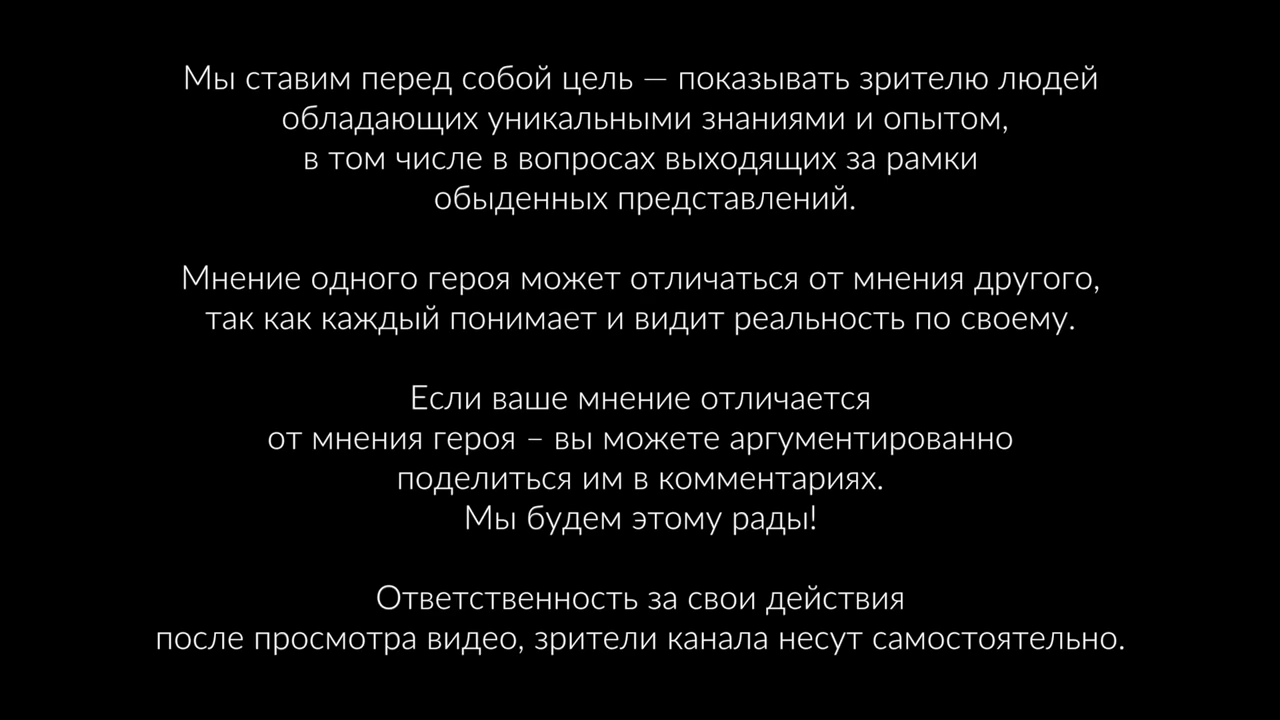 Мы ставим перед собой цель — показывать зрителю людей
обладающих уникальными знаниями и опытом,
в том числе в вопросах выходящих за рамки
обыденных представлений.
Мнение одного героя может отличаться от мнения другого,
так как каждый понимает и видит реальность по своему.
Если ваше мнение отличается
от мнения героя – вы можете аргументированно
поделиться им в комментариях.
Мы будем этому рады!
Ответственность за свои действия
после просмотра видео, зрители канала несут самостоятельно.